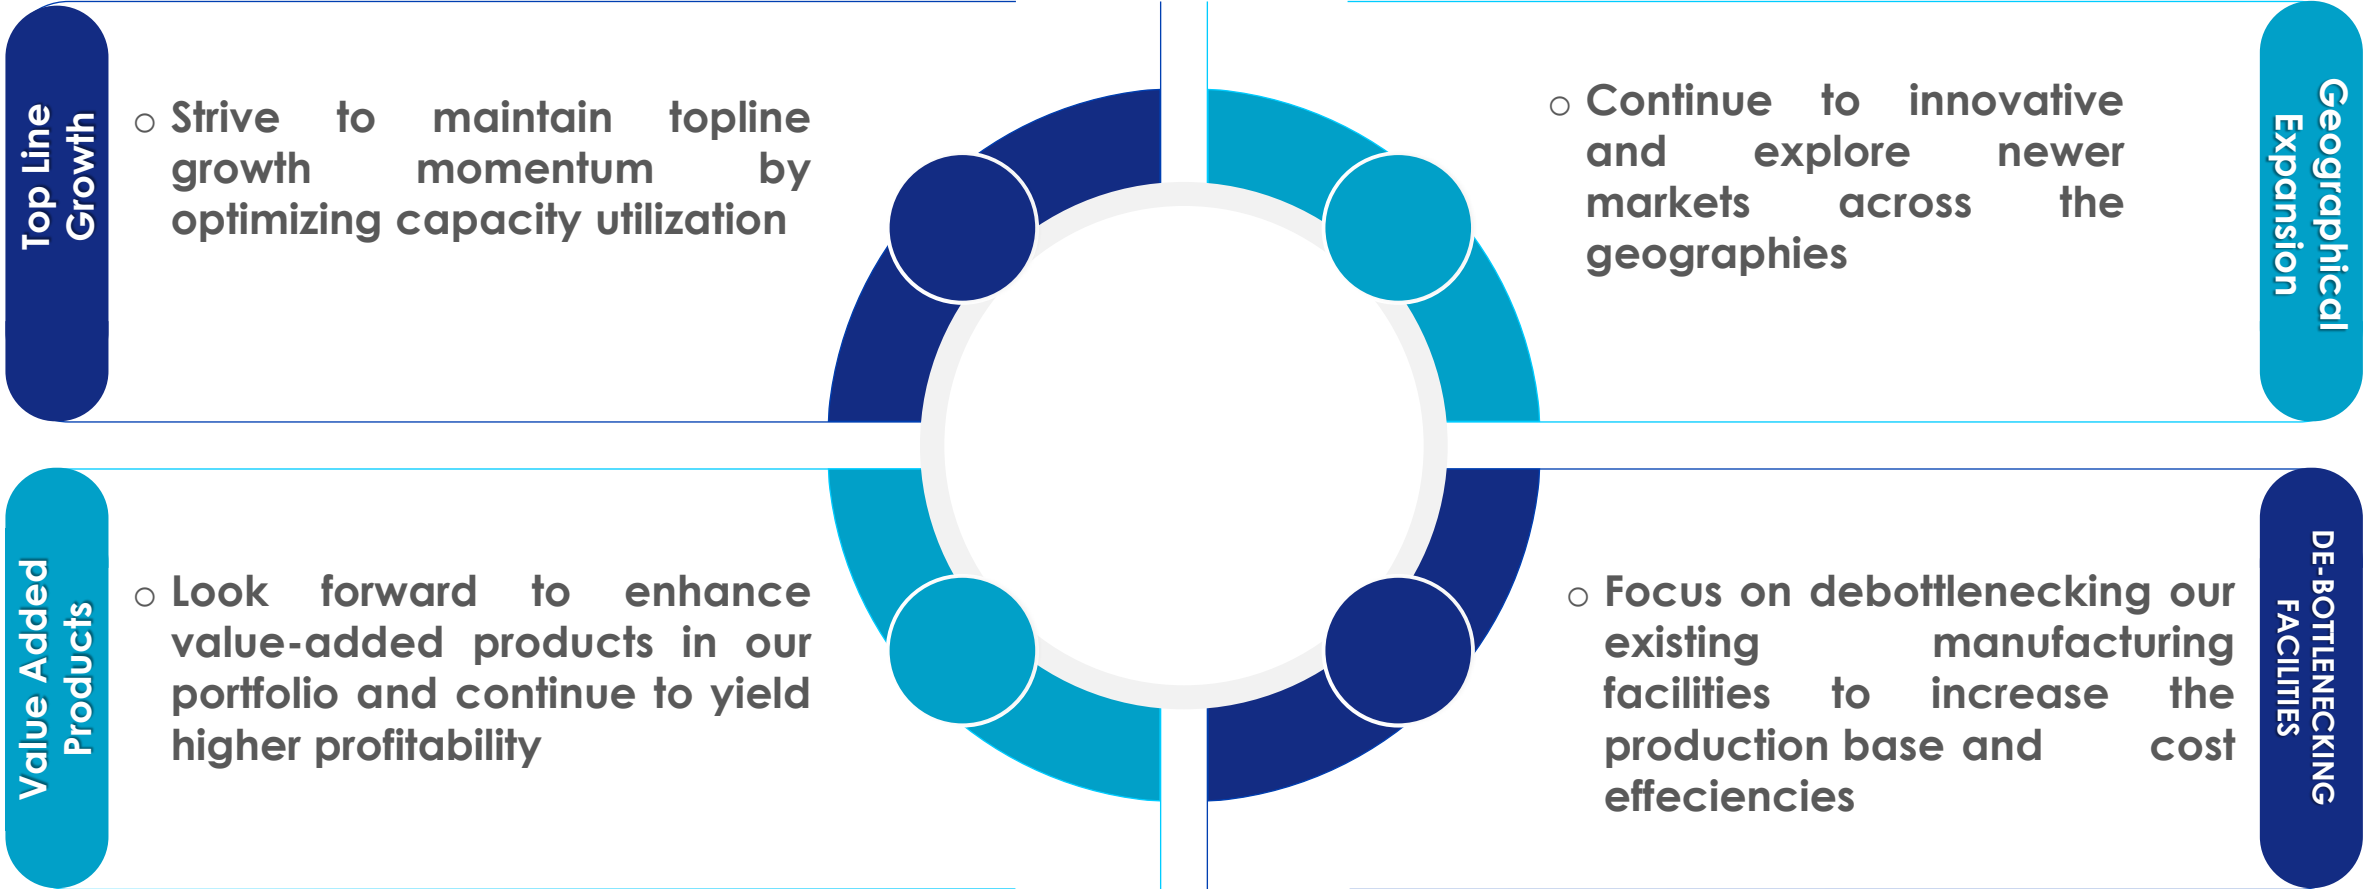 Top Line
Growth
Strive to maintain topline
growth momentum by
optimizing capacity utilization
Continue to innovative
and explore newer
markets across the
geographies
Geographical
Expansion
Value Added
Products
Look forward to enhance
value-added products in our
portfolio and continue to yield
higher profitability
Focus on debottlenecking our
existing manufacturing
facilities to increase the
production base and cost
effeciencies
DE-BOTTLENECKING
FACILITIES